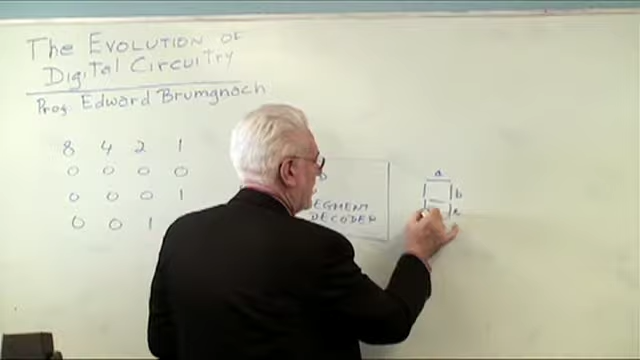 The Evolution of
Digital Circuitry
Prof Edward Brumgnach
8 4 2 1
0 0 0 0
0 0 0 1
0 0 1
SEGMENT
DECODER
a
b
c